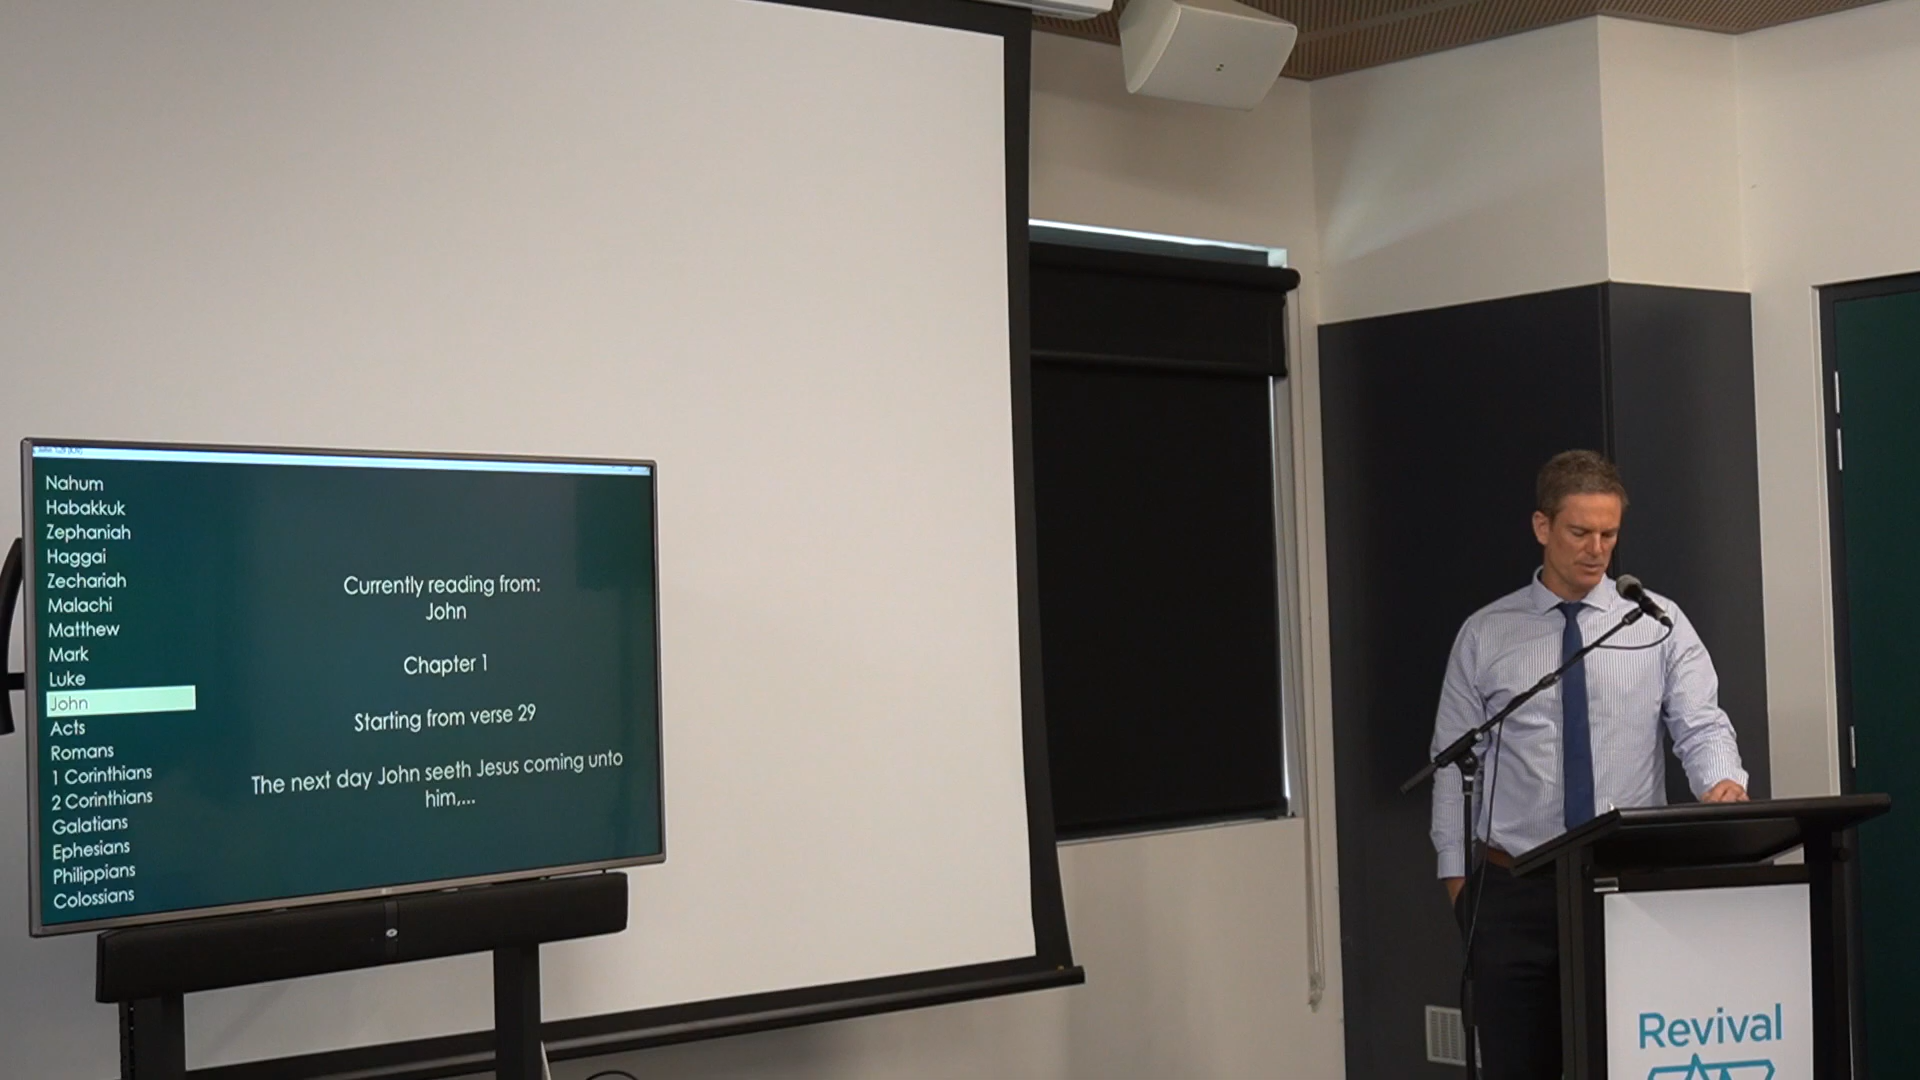 Nahum
Habakkuk
Zephaniah
Haggai
Zechariah
Malachi
Matthew
Mark
Luke
John
Acts
Romans
1 Corinthians
2 Corinthians
Galatians
Ephesians
Philippians
Colossians
Currently reading from:
John
Chapter 1
Starting from verse 29
The next day John seeth Jesus coming unto
him,...
Revival